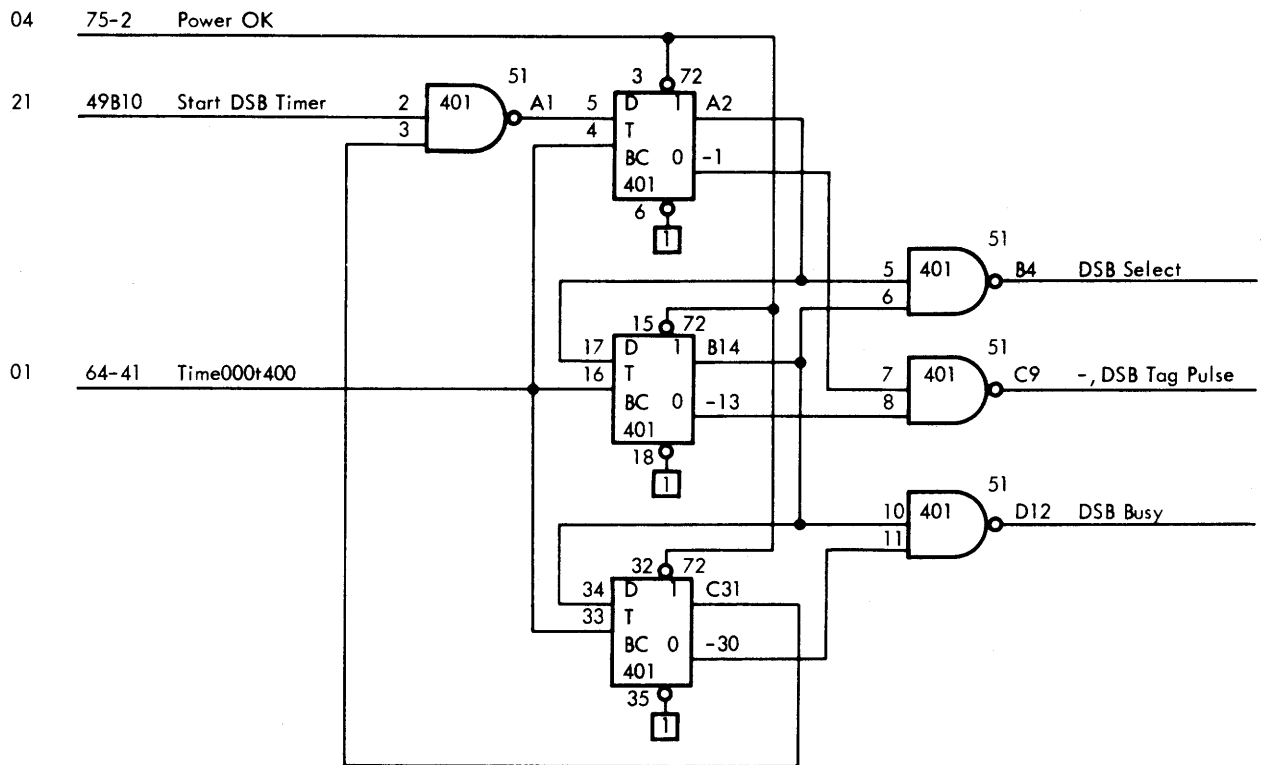 04 75-2 Power OK
51 3 72
21 49B10 Start DSB Timer 2 401 A1 5 D 1 A2
3 4 T
BC 0 -1
401
6
1
51
5 401 B4 DSB Select
6
15 72
17 D 1 B14
16 T
51
01 64-41 Time000t400 7 401 C9 -, DSB Tag Pulse
BC 0 -13 8
401
18
1
51
10 401 D12 DSB Busy
11
32 72
34 D 1 C31
33 T
BC 0 -30
401
35
1